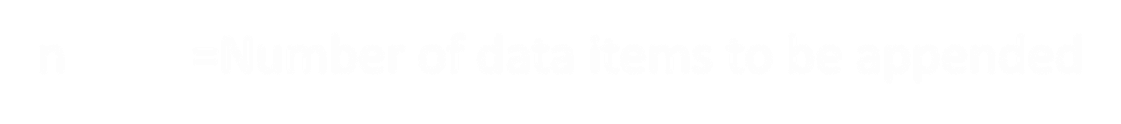 n =Number of data items to be appended